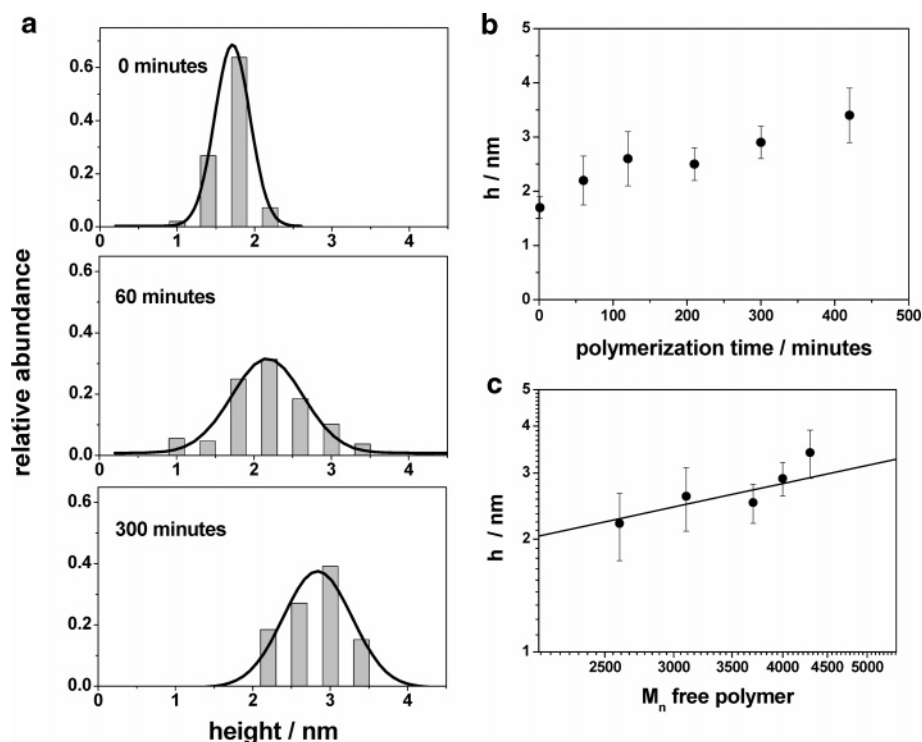 a
0 minutes
0.6
0.4
0.2
0.0
0 1 2 3 4
60 minutes
0.6
0.4
0.2
0.0
0 1 2 3 4
300 minutes
0.6
0.4
0.2
0.0
0 1 2 3 4
relative abundance
height / nm
b
5
4
3
2
1
0
h / nm
0 100 200 300 400 500
polymerization time / minutes
c
5
4
3
2
1
h / nm
2500 3000 3500 4000 4500 5000
Mn free polymer